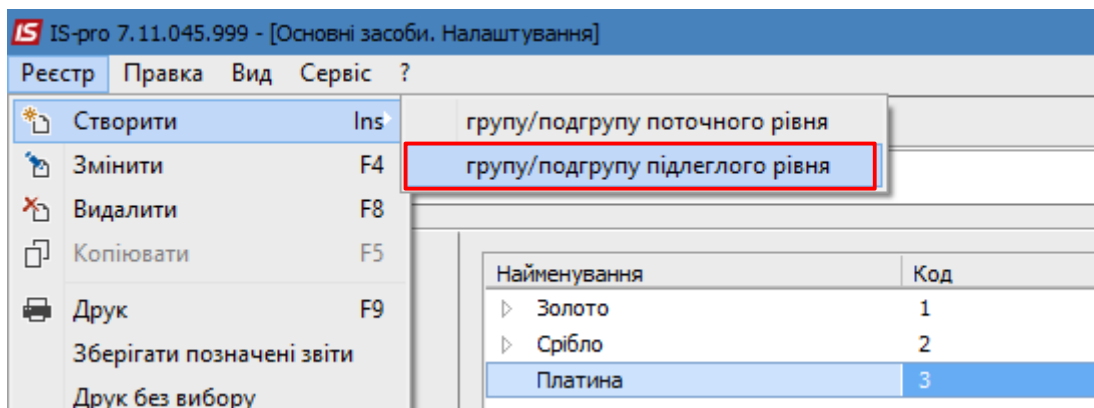 IS IS-pro 7.11.045.999 - [Основні засоби. Налаштування]
Реєстр Правка Вид Сервіс ?
Створити Ins
групу/подгрупу поточного рівня
Змінити F4
групу/подгрупу підлеглого рівня
Видалити F8
Копіювати F5
Найменування Код
Друк F9
Золото 1
Зберігати позначені звіти
Срібло 2
Платина 3
Друк без вибору